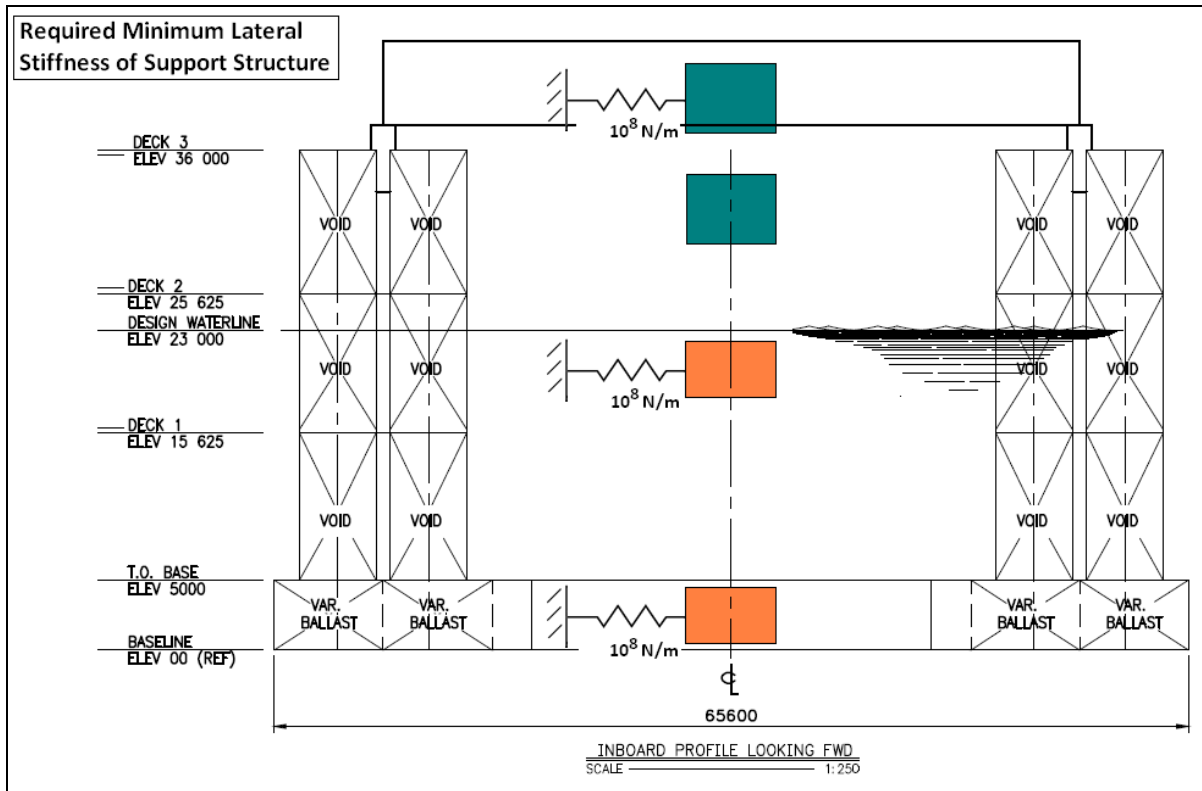 Required Minimum Lateral
Stiffness of Support Structure
10⁸ N/m
DECK 3
ELEV 36 000
VOID
VOID
VOID
VOID
DECK 2
ELEV 25 625
DESIGN WATERLINE
ELEV 23 000
VOID
VOID
VOID
VOID
10⁸ N/m
DECK 1
ELEV 15 625
VOID
VOID
VOID
VOID
T.O. BASE
ELEV 5000
VAR.
BALLAST
VAR.
BALLAST
VAR.
BALLAST
VAR.
BALLAST
BASELINE
ELEV 00 (REF)
10⁸ N/m
℄
65600
INBOARD PROFILE LOOKING FWD
SCALE 1:250